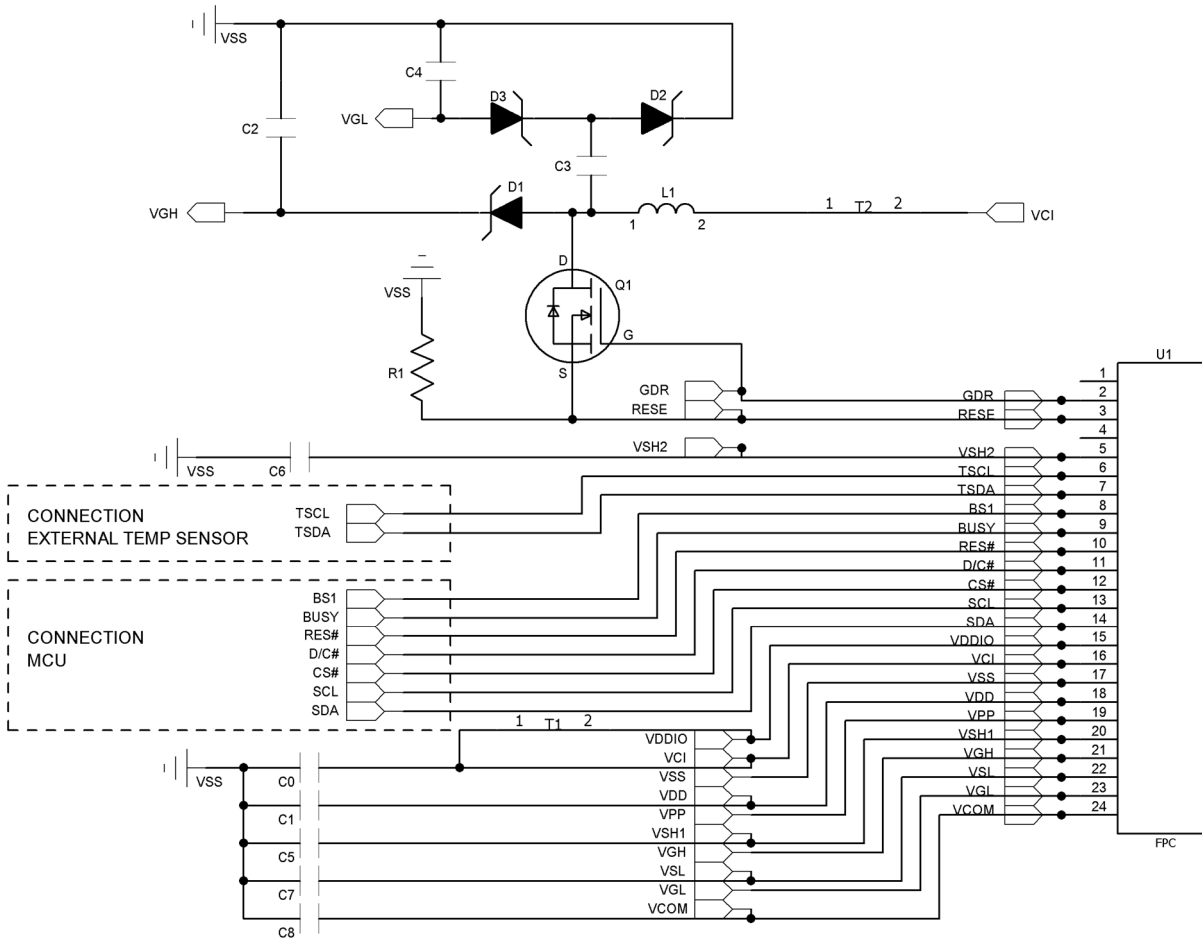 VSS
C4
D3
D2
VGL
C2
C3
D1
L1
VGH
1
2
1 T2 2
VCI
D
VSS
Q1
G
R1
S
U1
GDR
RESE
GDR
RESE
1
2
3
4
VSH2
VSS
C6
VSH2
5
TSCL
6
TSDA
7
BS1
8
BUSY
9
RES#
10
D/C#
11
CS#
12
SCL
13
SDA
14
VDDIO
15
VCI
16
VSS
17
VDD
18
VPP
19
VSH1
20
VGH
21
VSL
22
VGL
23
VCOM
24
FPC
CONNECTION
EXTERNAL TEMP SENSOR
TSCL
TSDA
CONNECTION
MCU
BS1
BUSY
RES#
D/C#
CS#
SCL
SDA
1 T1 2
VSS
C0
C1
C5
C7
C8
VDDIO
VCI
VSS
VDD
VPP
VSH1
VGH
VSL
VGL
VCOM